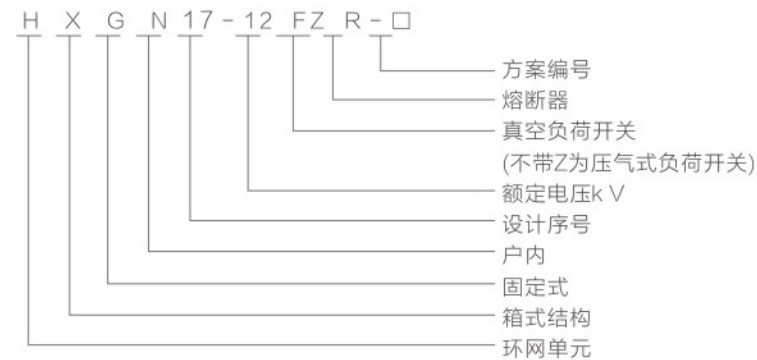 H X G N 17-12 FZ R-□
方案编号
熔断器
真空负荷开关
(不带Z为压气式负荷开关)
额定电压kV
设计序号
户内
固定式
箱式结构
环网单元